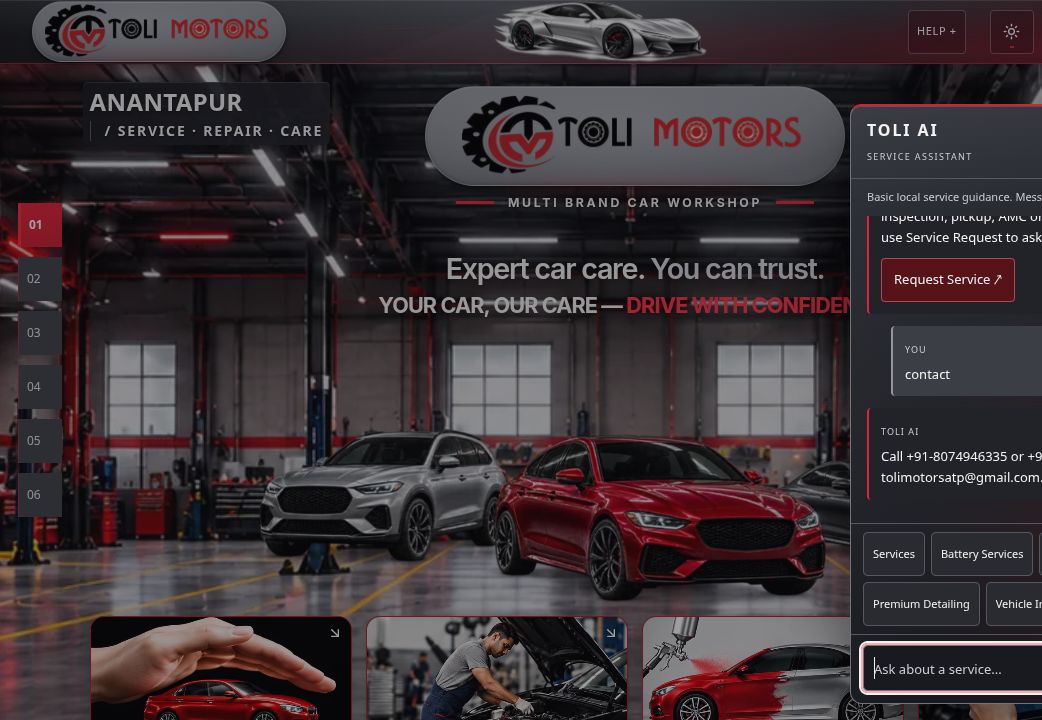 TOLI MOTORS
HELP +
ANANTAPUR
/ SERVICE · REPAIR · CARE
TOLI MOTORS
MULTI BRAND CAR WORKSHOP
Expert car care. You can trust.
YOUR CAR, OUR CARE — DRIVE WITH CONFIDEN
01
02
03
04
05
06
TOLI AI
SERVICE ASSISTANT
Basic local service guidance. Mess
inspection, pickup, AMC or
use Service Request to ask
Request Service ↗
YOU
contact
TOLI AI
Call +91-8074946335 or +9
tolimotorsatp@gmail.com.
Services
Battery Services
Premium Detailing
Vehicle In
Ask about a service...